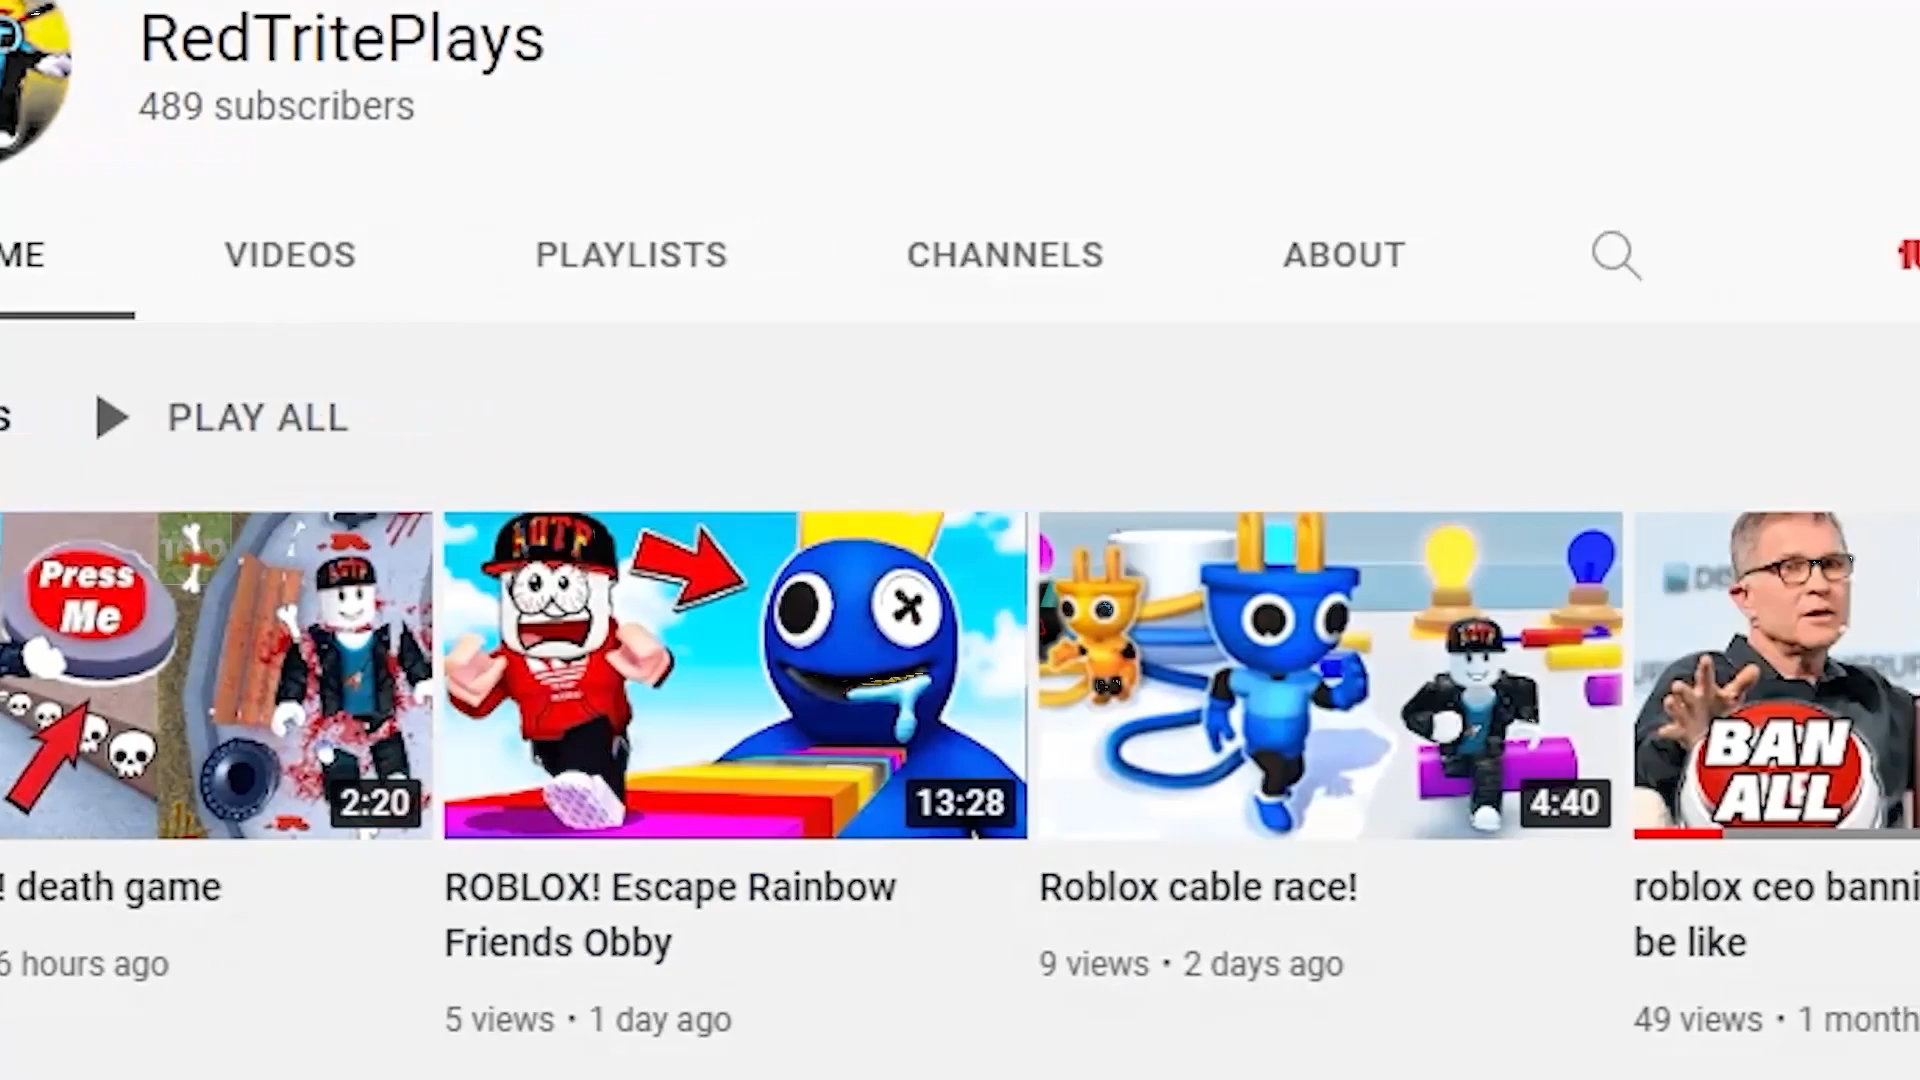 RedTritePlays
489 subscribers
ME
VIDEOS
PLAYLISTS
CHANNELS
ABOUT
S
PLAY ALL
Press
Me
2:20
13:28
4:40
BAN
ALL
! death game
6 hours ago
ROBLOX! Escape Rainbow
Friends Obby
5 views • 1 day ago
Roblox cable race!
9 views • 2 days ago
roblox ceo banni
be like
49 views • 1 month